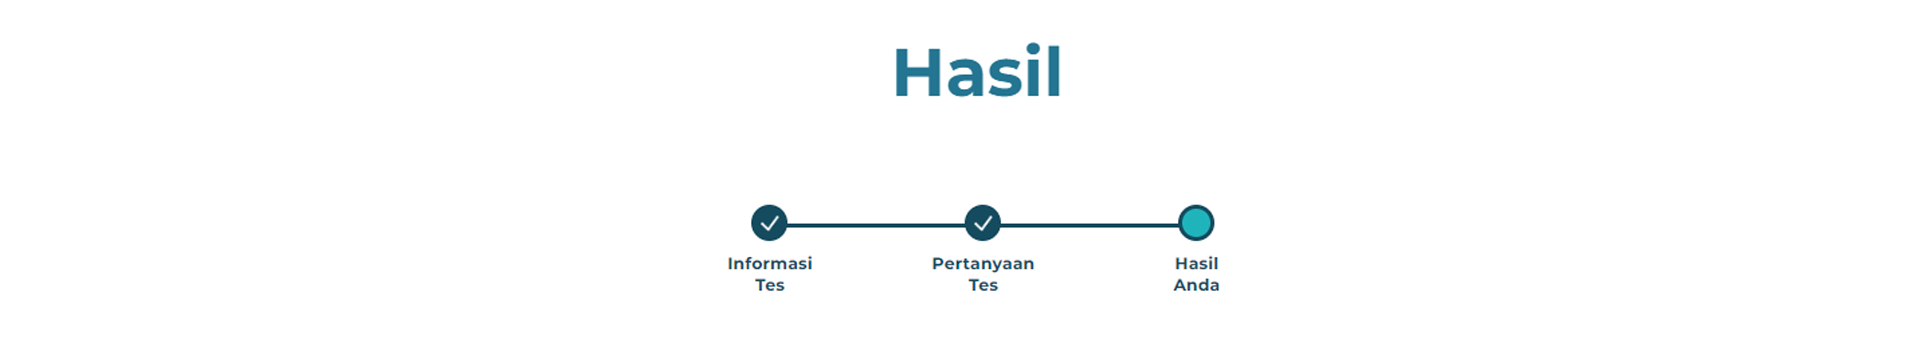 Hasil
Informasi
Tes
Pertanyaan
Tes
Hasil
Anda